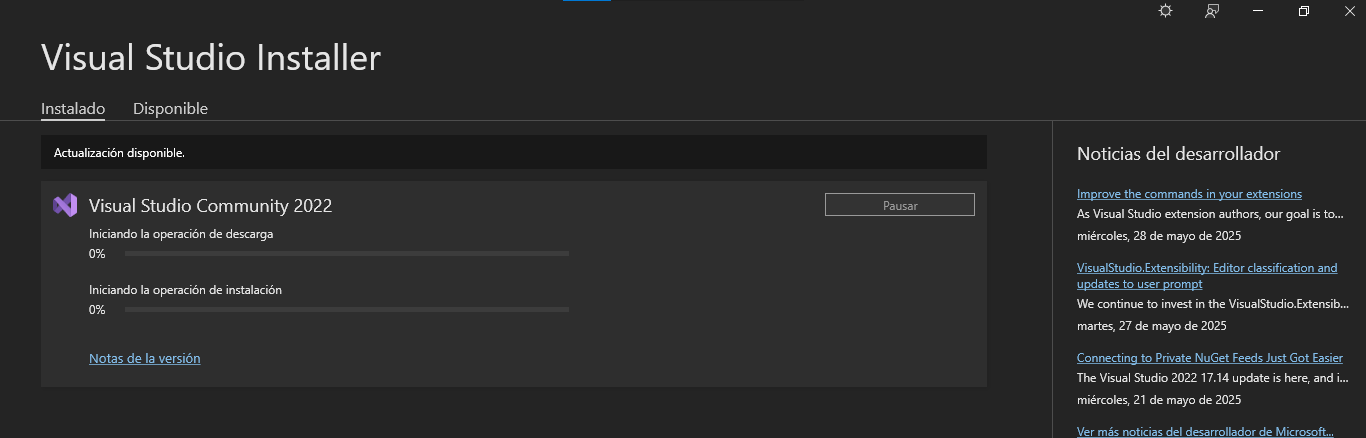 Visual Studio Installer
Instalado
Disponible
Actualización disponible.
Visual Studio Community 2022
Pausar
Iniciando la operación de descarga
0%
Iniciando la operación de instalación
0%
Notas de la versión
Noticias del desarrollador
Improve the commands in your extensions
As Visual Studio extension authors, our goal is to...
miércoles, 28 de mayo de 2025
VisualStudio.Extensibility: Editor classification and
updates to user prompt
We continue to invest in the VisualStudio.Extensib...
martes, 27 de mayo de 2025
Connecting to Private NuGet Feeds Just Got Easier
The Visual Studio 2022 17.14 update is here, and i...
miércoles, 21 de mayo de 2025
Ver más noticias del desarrollador de Microsoft...